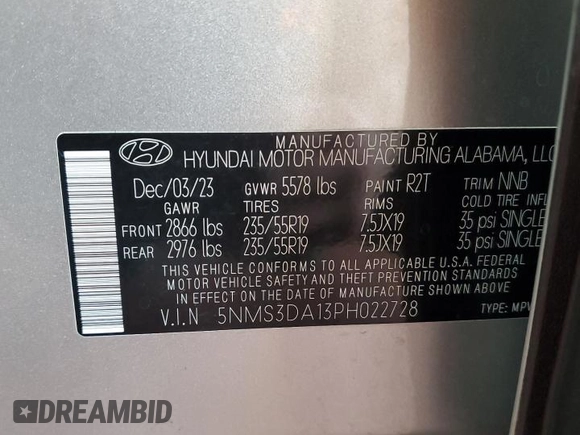 MANUFACTURED BY
HYUNDAI MOTOR MANUFACTURING ALABAMA, LLC
Dec/03/23 GVWR 5578 lbs PAINT R2T TRIM NNB
GAWR TIRES RIMS COLD TIRE INFL
FRONT 2866 lbs 235/55R19 7.5JX19 35 psi SINGLE
REAR 2976 lbs 235/55R19 7.5JX19 35 psi SINGLE
THIS VEHICLE CONFORMS TO ALL APPLICABLE U.S.A. FEDERAL
MOTOR VEHICLE SAFETY AND THEFT PREVENTION STANDARDS
IN EFFECT ON THE DATE OF MANUFACTURE SHOWN ABOVE.
V.I.N 5NMS3DA13PH022728 TYPE: MPV
DREAMBID